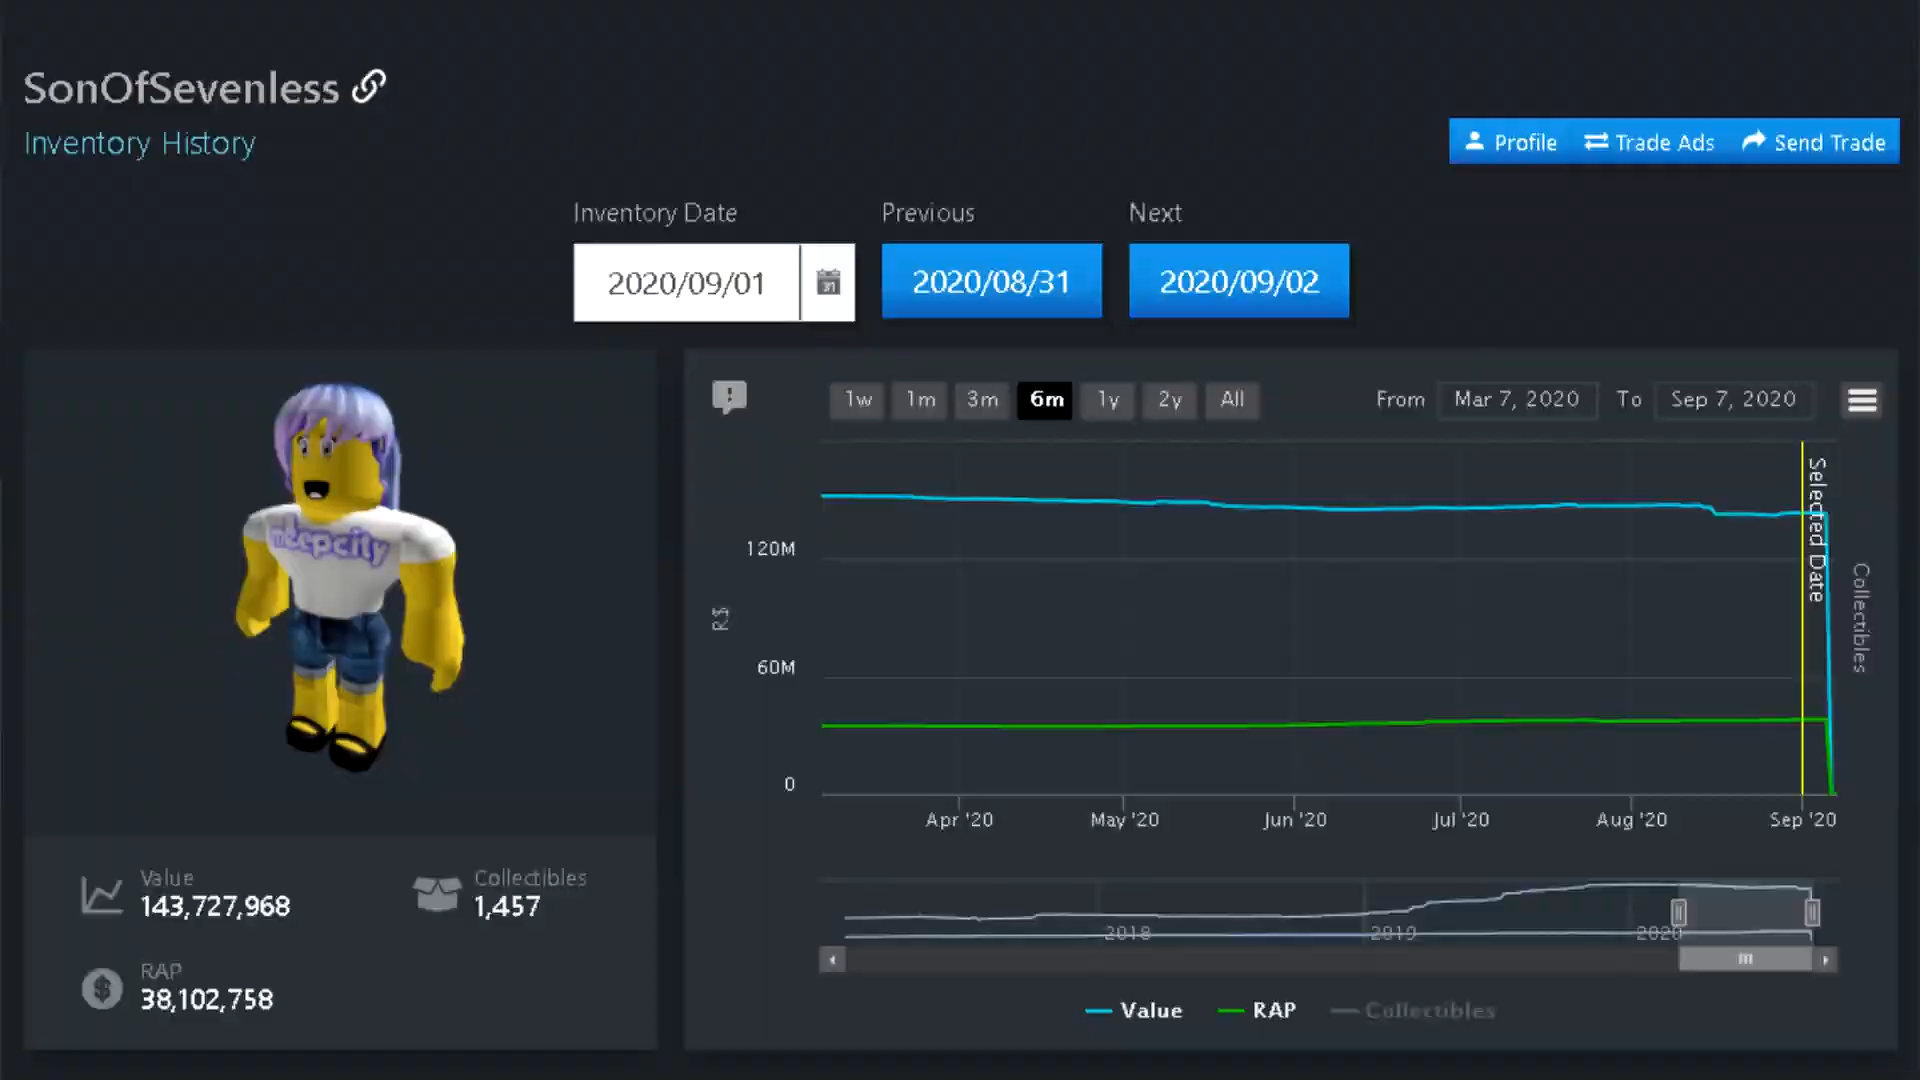 SonOfSevenless
Inventory History
Profile Trade Ads Send Trade
Inventory Date Previous Next
2020/09/01 31 2020/08/31 2020/09/02
1w 1m 3m 6m 1y 2y All From Mar 7, 2020 To Sep 7, 2020
meepcity
Selected Date
120M
60M
0
R$
Collectibles
Apr '20 May '20 Jun '20 Jul '20 Aug '20 Sep '20
Value
143,727,968
Collectibles
1,457
RAP
38,102,758
2018 2019 2020
Value RAP Collectibles